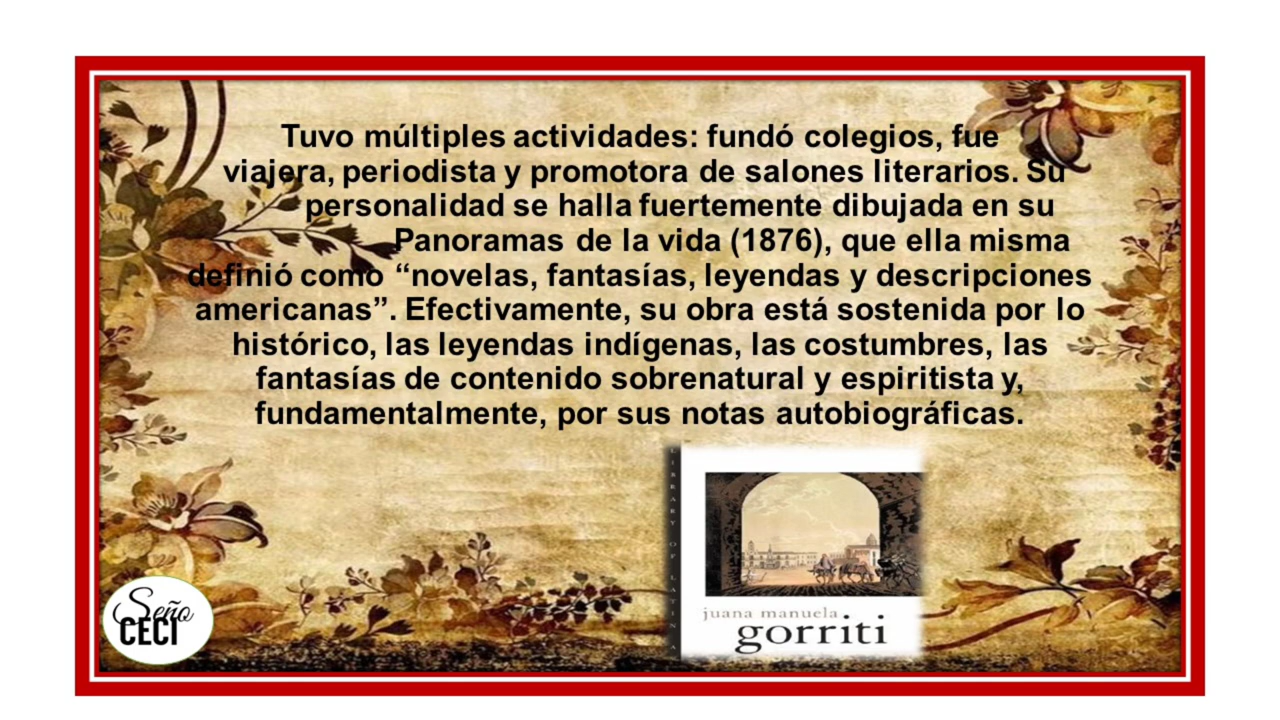 Tuvo múltiples actividades: fundó colegios, fue
viajera, periodista y promotora de salones literarios. Su
personalidad se halla fuertemente dibujada en su
Panoramas de la vida (1876), que ella misma
definió como “novelas, fantasías, leyendas y descripciones
americanas”. Efectivamente, su obra está sostenida por lo
histórico, las leyendas indígenas, las costumbres, las
fantasías de contenido sobrenatural y espiritista y,
fundamentalmente, por sus notas autobiográficas.
LIBRARY OF LATIN A
juana manuela
gorriti
Seño
CECI